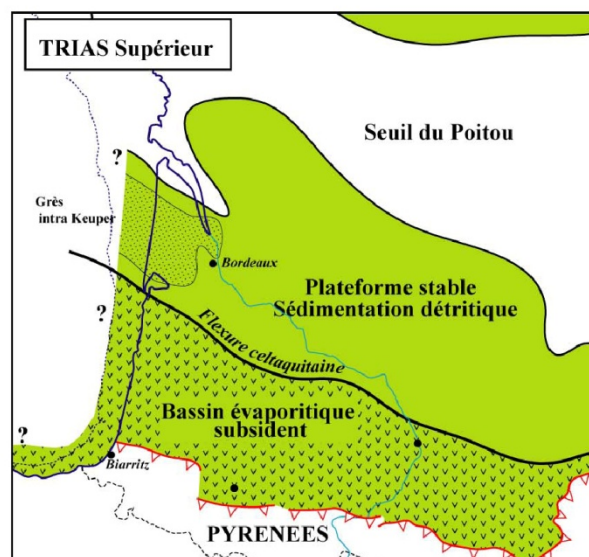 TRIAS Supérieur
Seuil du Poitou
?
Grès
intra Keuper
Bordeaux
Plateforme stable
Sédimentation détritique
?
Flexure celtaquitaine
Bassin évaporitique
subsident
?
Biarritz
PYRENEES